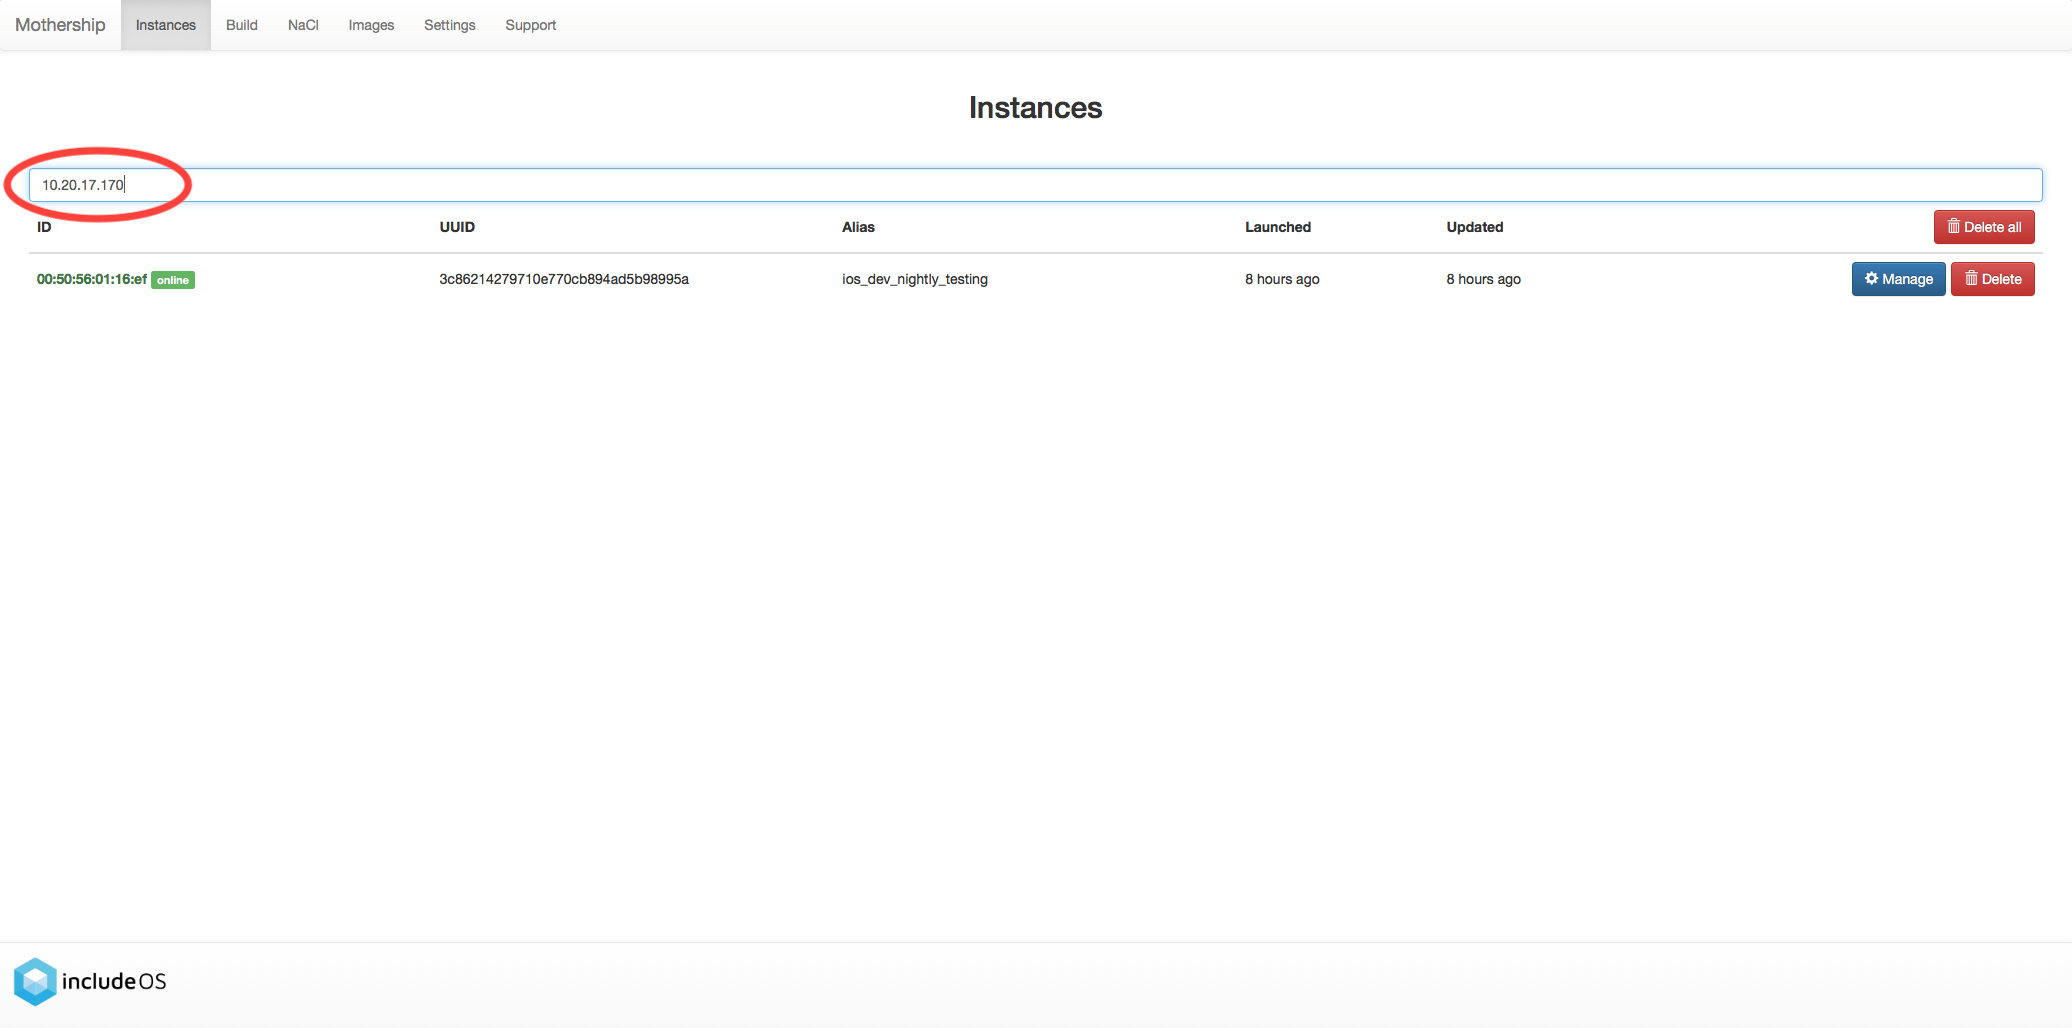 Mothership Instances Build NaCl Images Settings Support
Instances
10.20.17.170
ID UUID Alias Launched Updated Delete all
00:50:56:01:16:ef online 3c86214279710e770cb894ad5b98995a ios_dev_nightly_testing 8 hours ago 8 hours ago Manage Delete
includeOS